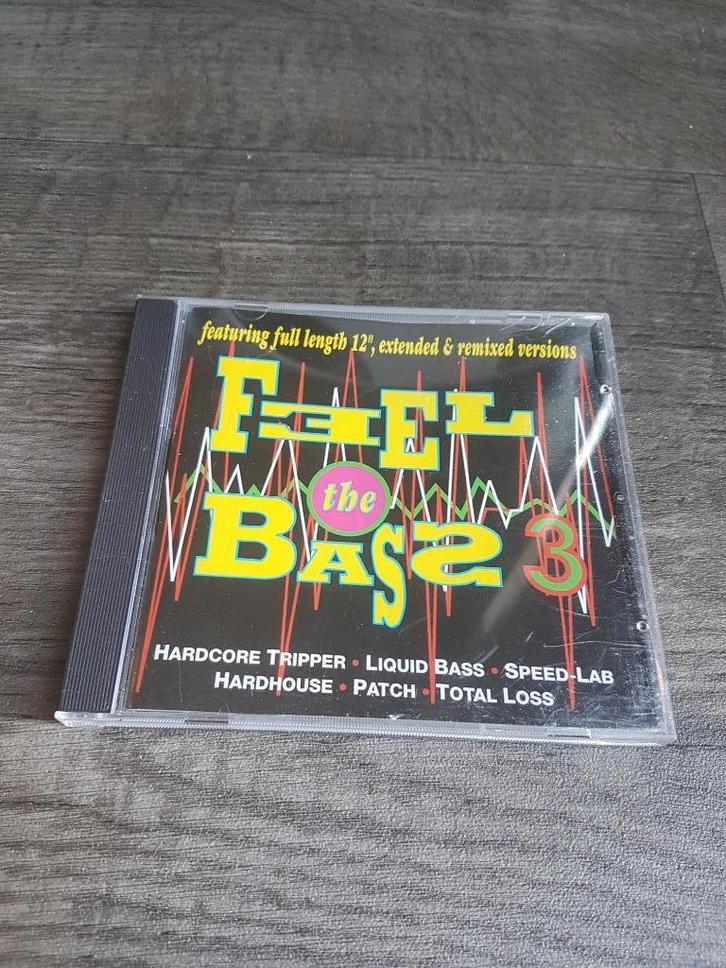 featuring full length 12", extended & remixed versions
FEEL
the
BASS 3
HARDCORE TRIPPER • LIQUID BASS • SPEED-LAB
HARDHOUSE • PATCH • TOTAL LOSS